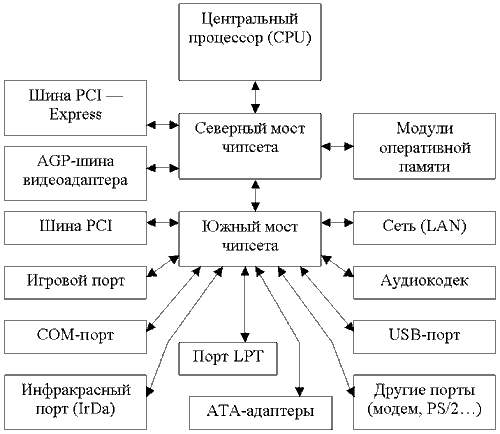 Центральный
процессор (CPU)
Шина PCI —
Express
Северный мост
чипсета
Модули
оперативной
памяти
AGP-шина
видеоадаптера
Шина PCI
Южный мост
чипсета
Сеть (LAN)
Игровой порт
Аудиокодек
COM-порт
USB-порт
Порт LPT
Инфракрасный
порт (IrDa)
ATA-адаптеры
Другие порты
(модем, PS/2…)